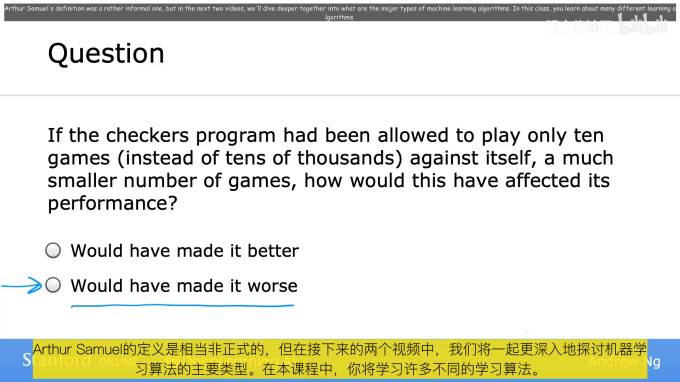 Arthur Samuel's definition was a rather informal one, but in the next two videos, we'll dive deeper together into what are the major types of machine learning algorithms. In this class, you learn about many different learning a
lgorithms.
bilibili
Question
If the checkers program had been allowed to play only ten
games (instead of tens of thousands) against itself, a much
smaller number of games, how would this have affected its
performance?
Would have made it better
Would have made it worse
Arthur Samuel的定义是相当非正式的，但在接下来的两个视频中，我们将一起更深入地探讨机器学
习算法的主要类型。在本课程中，你将学习许多不同的学习算法。